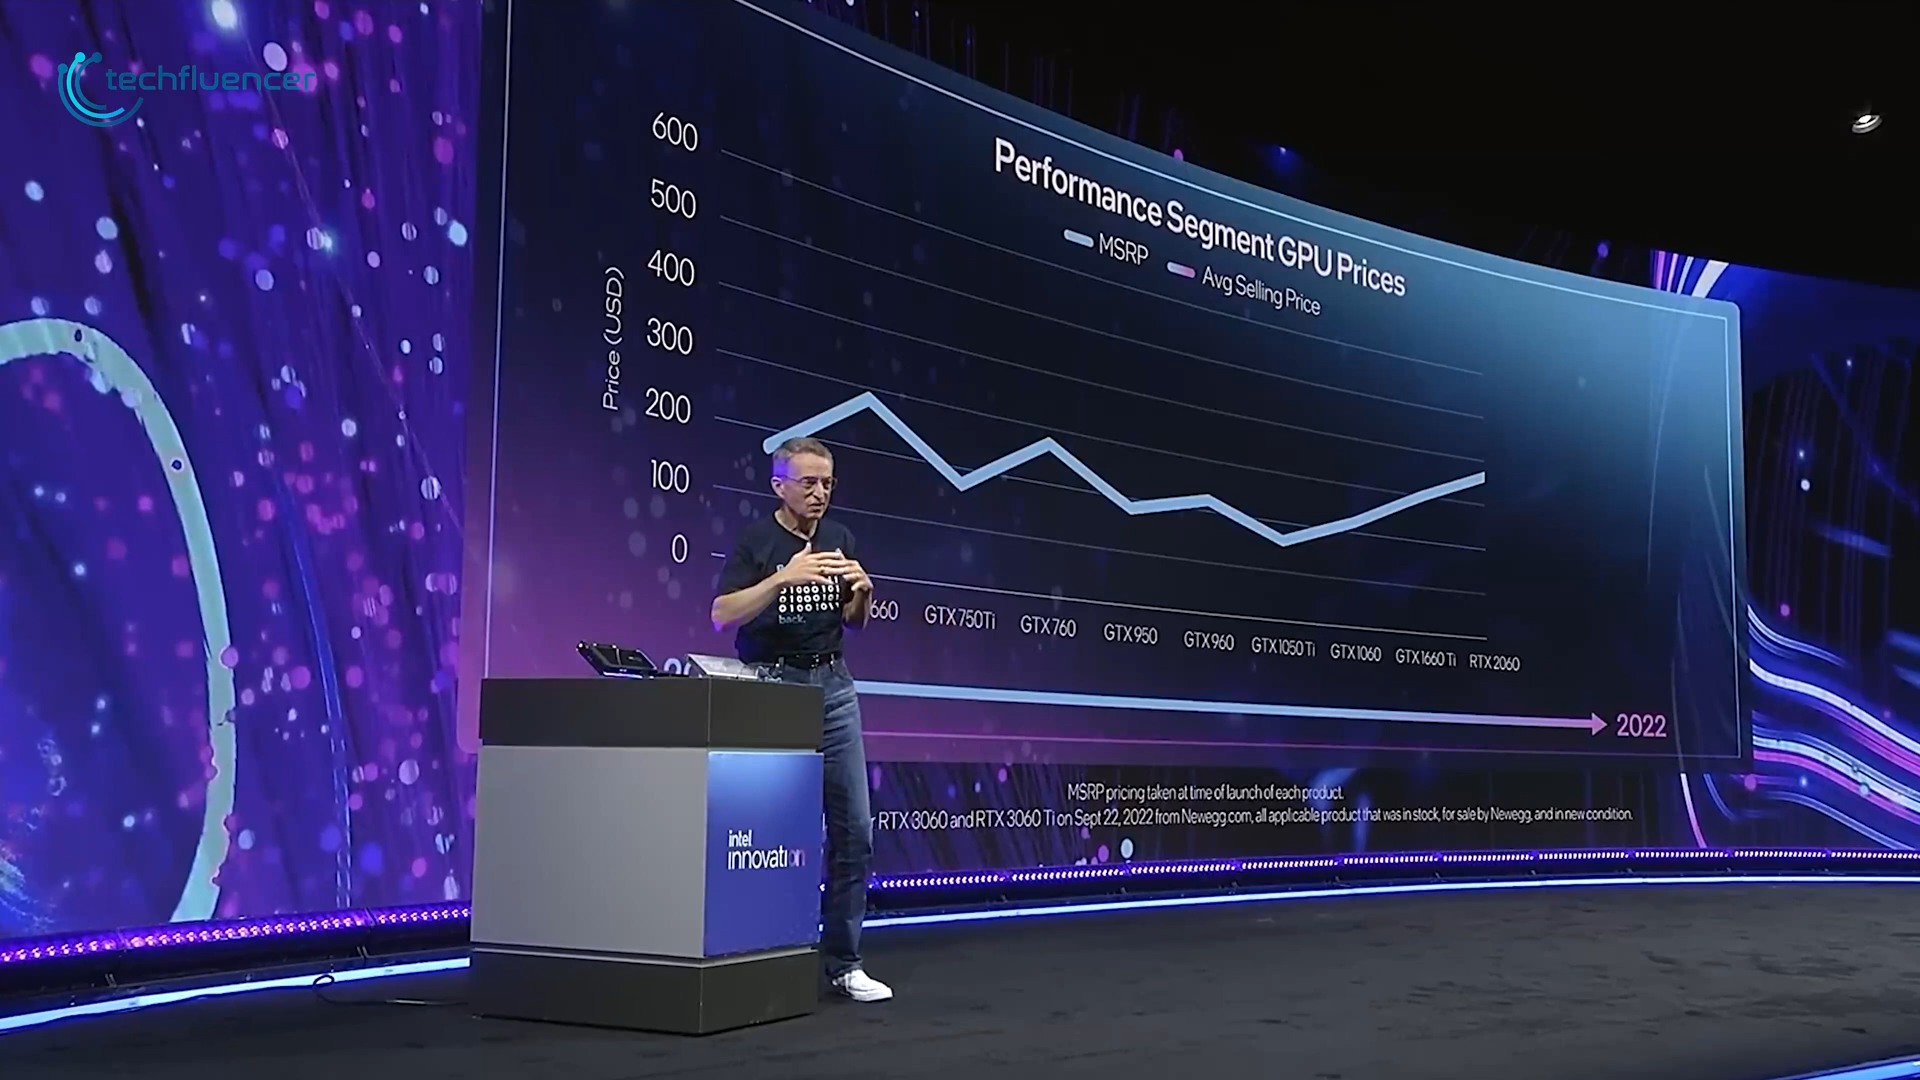 techfluencer
Performance Segment GPU Prices
MSRP
Avg Selling Price
Price (USD)
600
500
400
300
200
100
0
660
GTX 750Ti
GTX 760
GTX 950
GTX 960
GTX 1050 Ti
GTX 1060
GTX 1660 Ti
RTX 2060
2022
MSRP pricing taken at time of launch of each product.
RTX 3060 and RTX 3060 Ti on Sept 22, 2022 from Newegg.com, all applicable product that was in stock, for sale by Newegg, and in new condition.
01001010
back.
intel
innovation